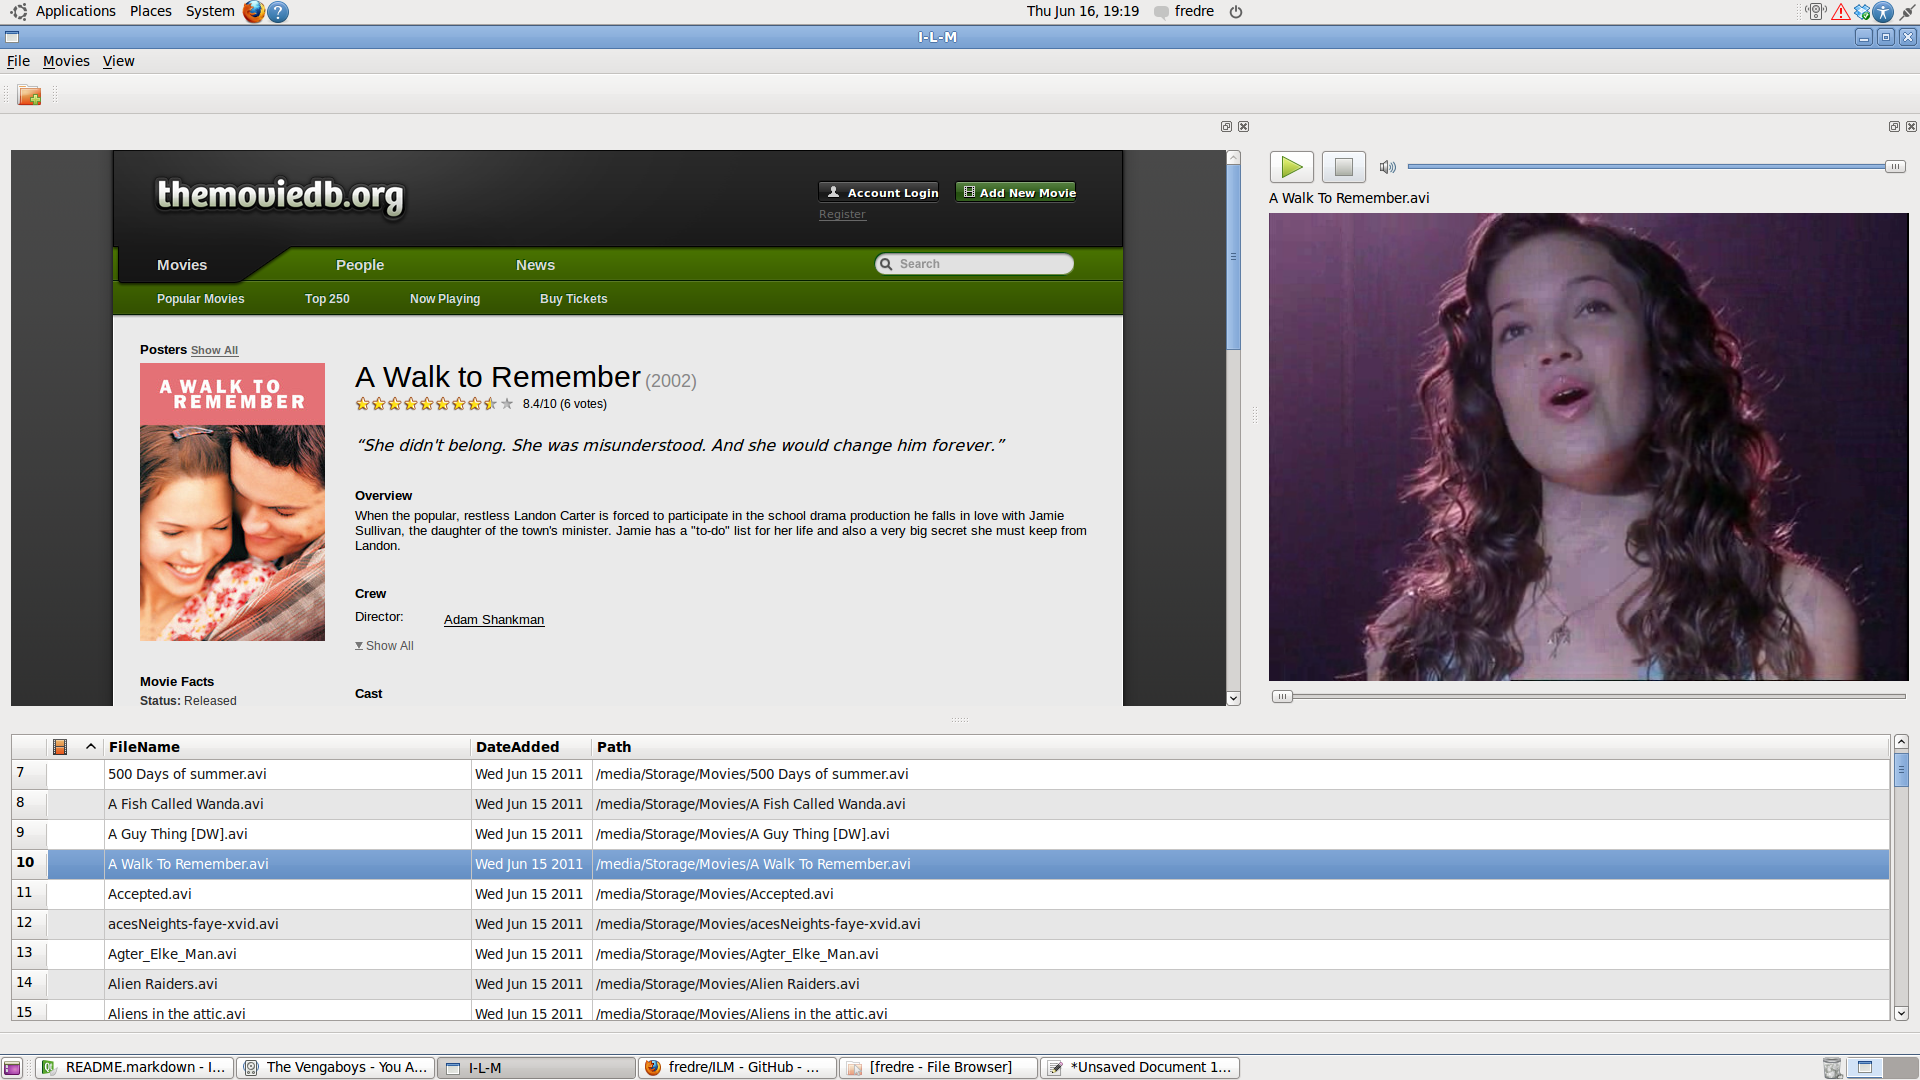 Applications Places System
Thu Jun 16, 19:19 fredre
I-L-M
File Movies View
themoviedb.org
Account Login Add New Movie
Register
Movies People News Search
Popular Movies Top 250 Now Playing Buy Tickets
Posters Show All
A WALK TO
REMEMBER
A Walk to Remember (2002)
8.4/10 (6 votes)
“She didn't belong. She was misunderstood. And she would change him forever.”
Overview
When the popular, restless Landon Carter is forced to participate in the school drama production he falls in love with Jamie
Sullivan, the daughter of the town's minister. Jamie has a "to-do" list for her life and also a very big secret she must keep from
Landon.
Crew
Director: Adam Shankman
Show All
Movie Facts
Status: Released
Cast
A Walk To Remember.avi
FileName DateAdded Path
7 500 Days of summer.avi Wed Jun 15 2011 /media/Storage/Movies/500 Days of summer.avi
8 A Fish Called Wanda.avi Wed Jun 15 2011 /media/Storage/Movies/A Fish Called Wanda.avi
9 A Guy Thing [DW].avi Wed Jun 15 2011 /media/Storage/Movies/A Guy Thing [DW].avi
10 A Walk To Remember.avi Wed Jun 15 2011 /media/Storage/Movies/A Walk To Remember.avi
11 Accepted.avi Wed Jun 15 2011 /media/Storage/Movies/Accepted.avi
12 acesNeights-faye-xvid.avi Wed Jun 15 2011 /media/Storage/Movies/acesNeights-faye-xvid.avi
13 Agter_Elke_Man.avi Wed Jun 15 2011 /media/Storage/Movies/Agter_Elke_Man.avi
14 Alien Raiders.avi Wed Jun 15 2011 /media/Storage/Movies/Alien Raiders.avi
15 Aliens in the attic.avi Wed Jun 15 2011 /media/Storage/Movies/Aliens in the attic.avi
README.markdown - I... The Vengaboys - You A... I-L-M fredre/ILM - GitHub - ... [fredre - File Browser] *Unsaved Document 1...